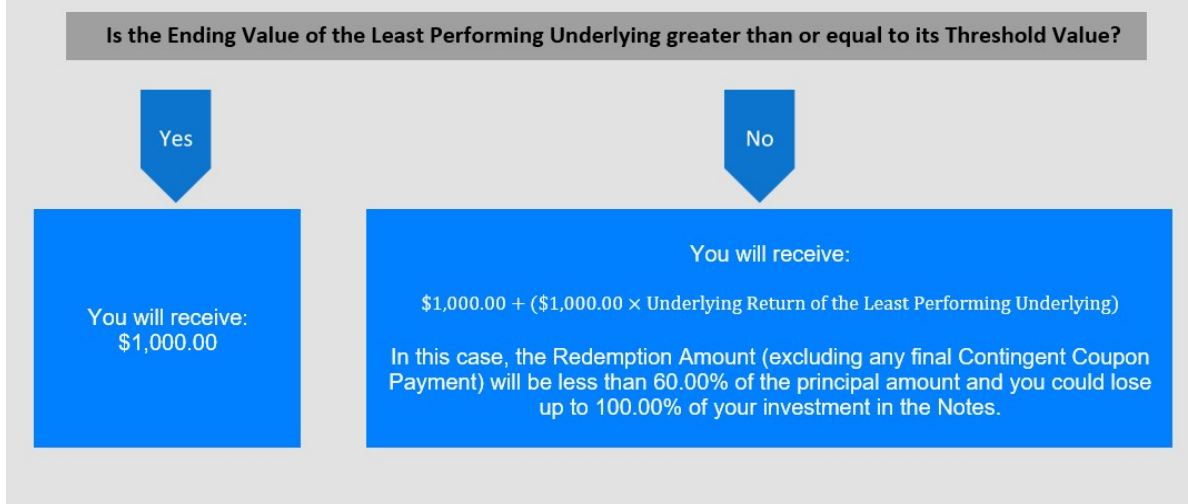 Is the Ending Value of the Least Performing Underlying greater than or equal to its Threshold Value?
Yes
No
You will receive:
$1,000.00
You will receive:
$1,000.00 + ($1,000.00 × Underlying Return of the Least Performing Underlying)
In this case, the Redemption Amount (excluding any final Contingent Coupon
Payment) will be less than 60.00% of the principal amount and you could lose
up to 100.00% of your investment in the Notes.